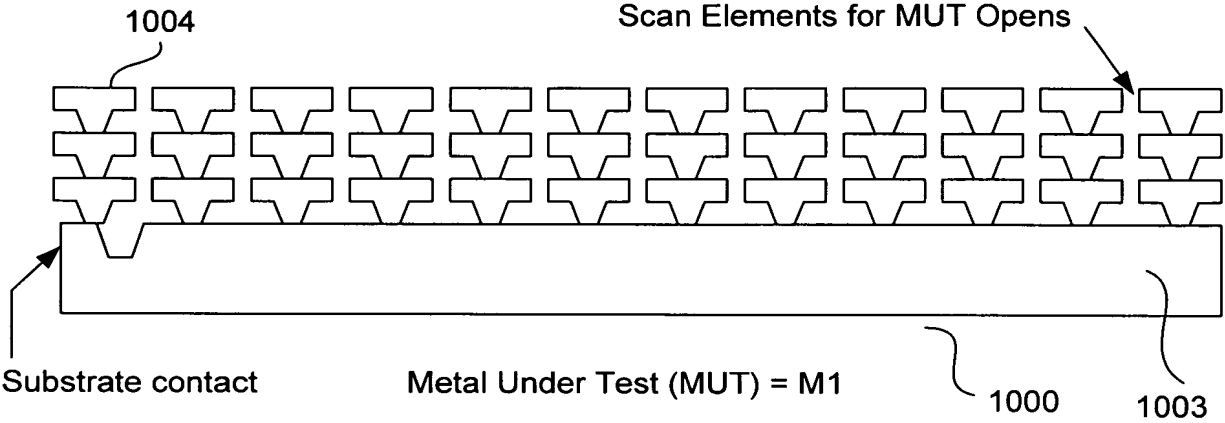 1004
Scan Elements for MUT Opens
Substrate contact
Metal Under Test (MUT) = M1
1000
1003